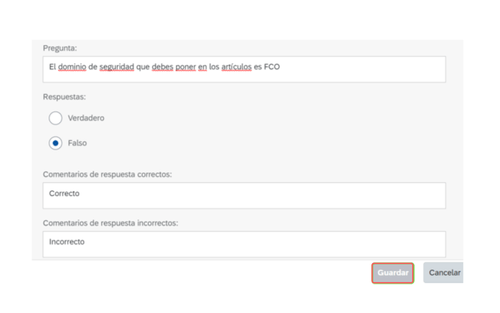 Pregunta:
El dominio de seguridad que debes poner en los artículos es FCO
Respuestas:
Verdadero
Falso
Comentarios de respuesta correctos:
Correcto
Comentarios de respuesta incorrectos:
Incorrecto
Guardar Cancelar